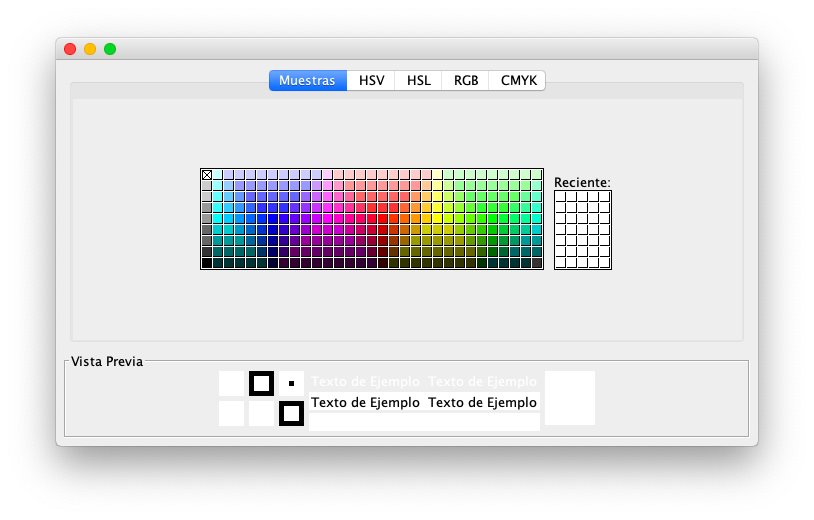 Muestras HSV HSL RGB CMYK
Reciente:
Vista Previa
Texto de Ejemplo Texto de Ejemplo
Texto de Ejemplo Texto de Ejemplo